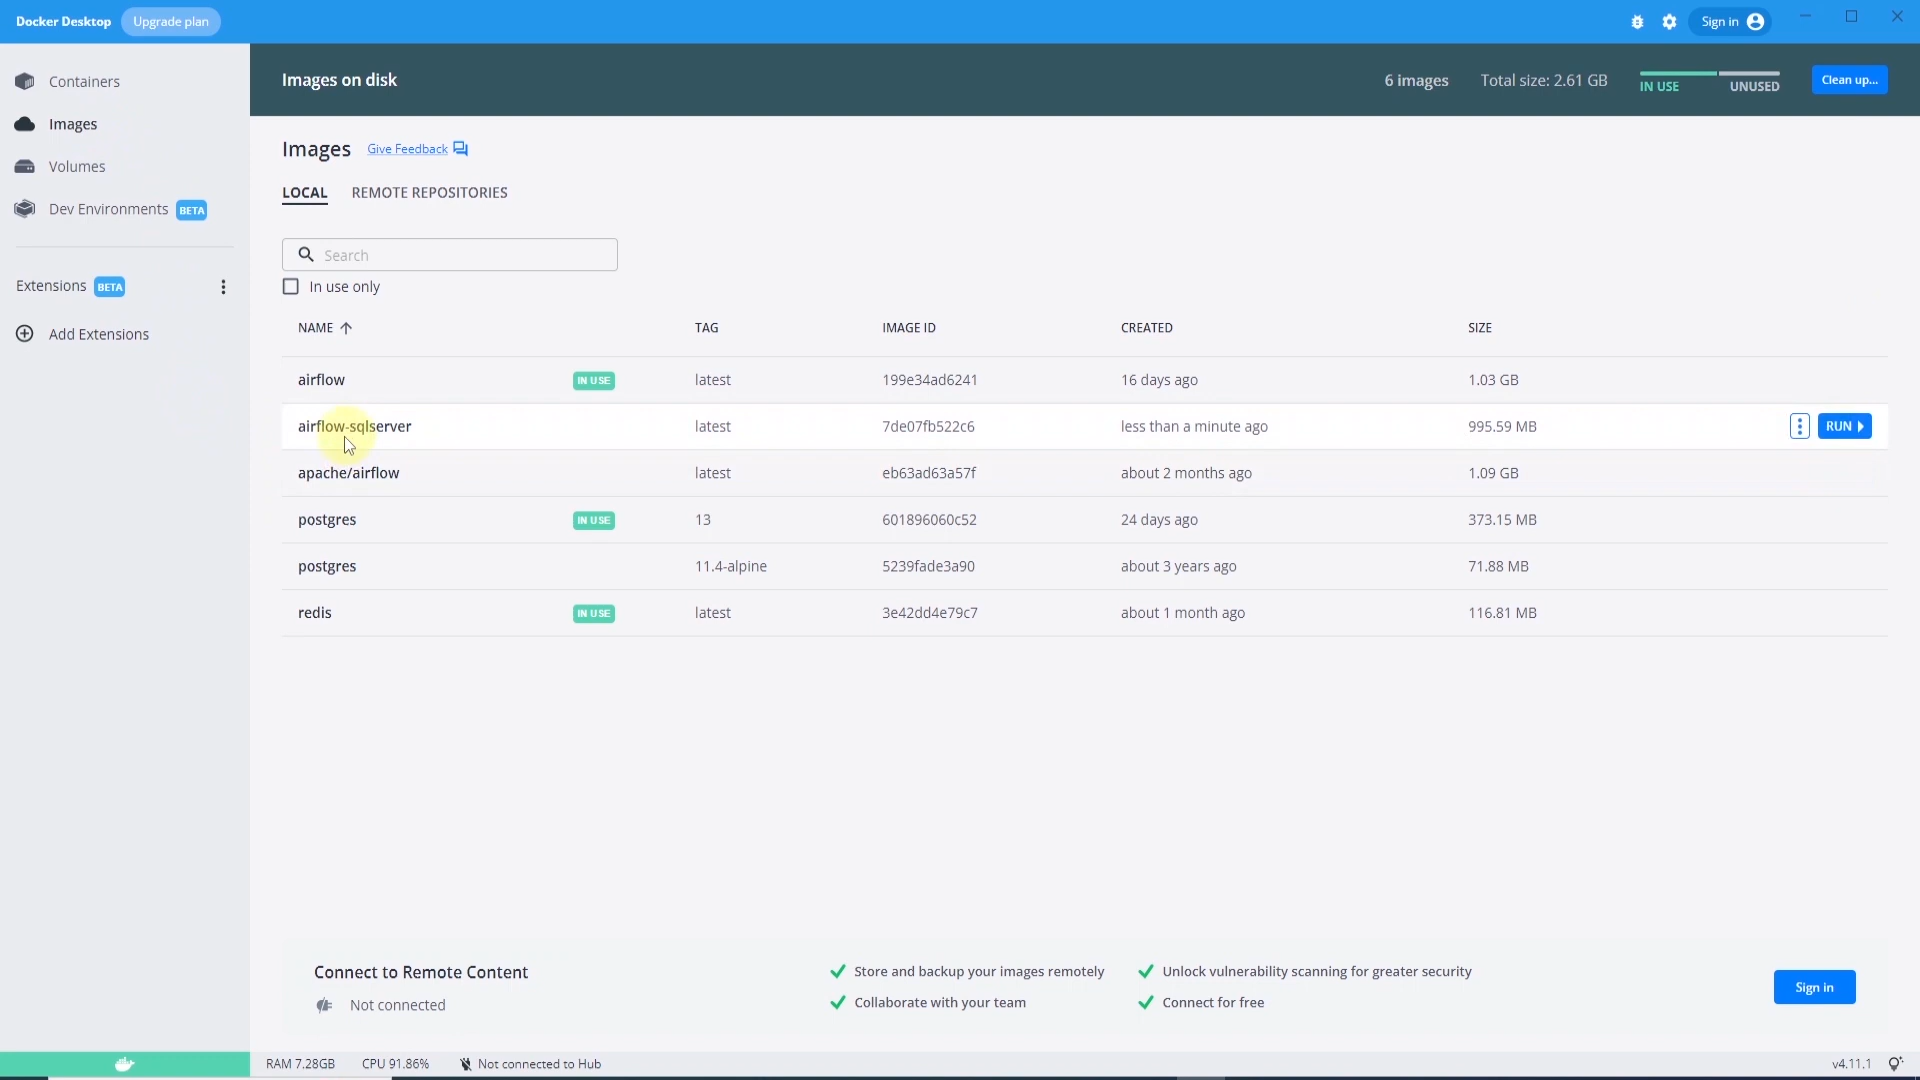 Docker Desktop Upgrade plan Sign in
Containers
Images
Volumes
Dev Environments BETA
Extensions BETA
Add Extensions
Images on disk 6 images Total size: 2.61 GB IN USE UNUSED Clean up...
Images Give Feedback
LOCAL REMOTE REPOSITORIES
Search
In use only
NAME TAG IMAGE ID CREATED SIZE
airflow IN USE latest 199e34ad6241 16 days ago 1.03 GB
airflow-sqlserver latest 7de07fb522c6 less than a minute ago 995.59 MB RUN
apache/airflow latest eb63ad63a57f about 2 months ago 1.09 GB
postgres IN USE 13 601896060c52 24 days ago 373.15 MB
postgres 11.4-alpine 5239fade3a90 about 3 years ago 71.88 MB
redis IN USE latest 3e42dd4e79c7 about 1 month ago 116.81 MB
Connect to Remote Content
Not connected
Store and backup your images remotely
Collaborate with your team
Unlock vulnerability scanning for greater security
Connect for free
Sign in
RAM 7.28GB CPU 91.86% Not connected to Hub v4.11.1